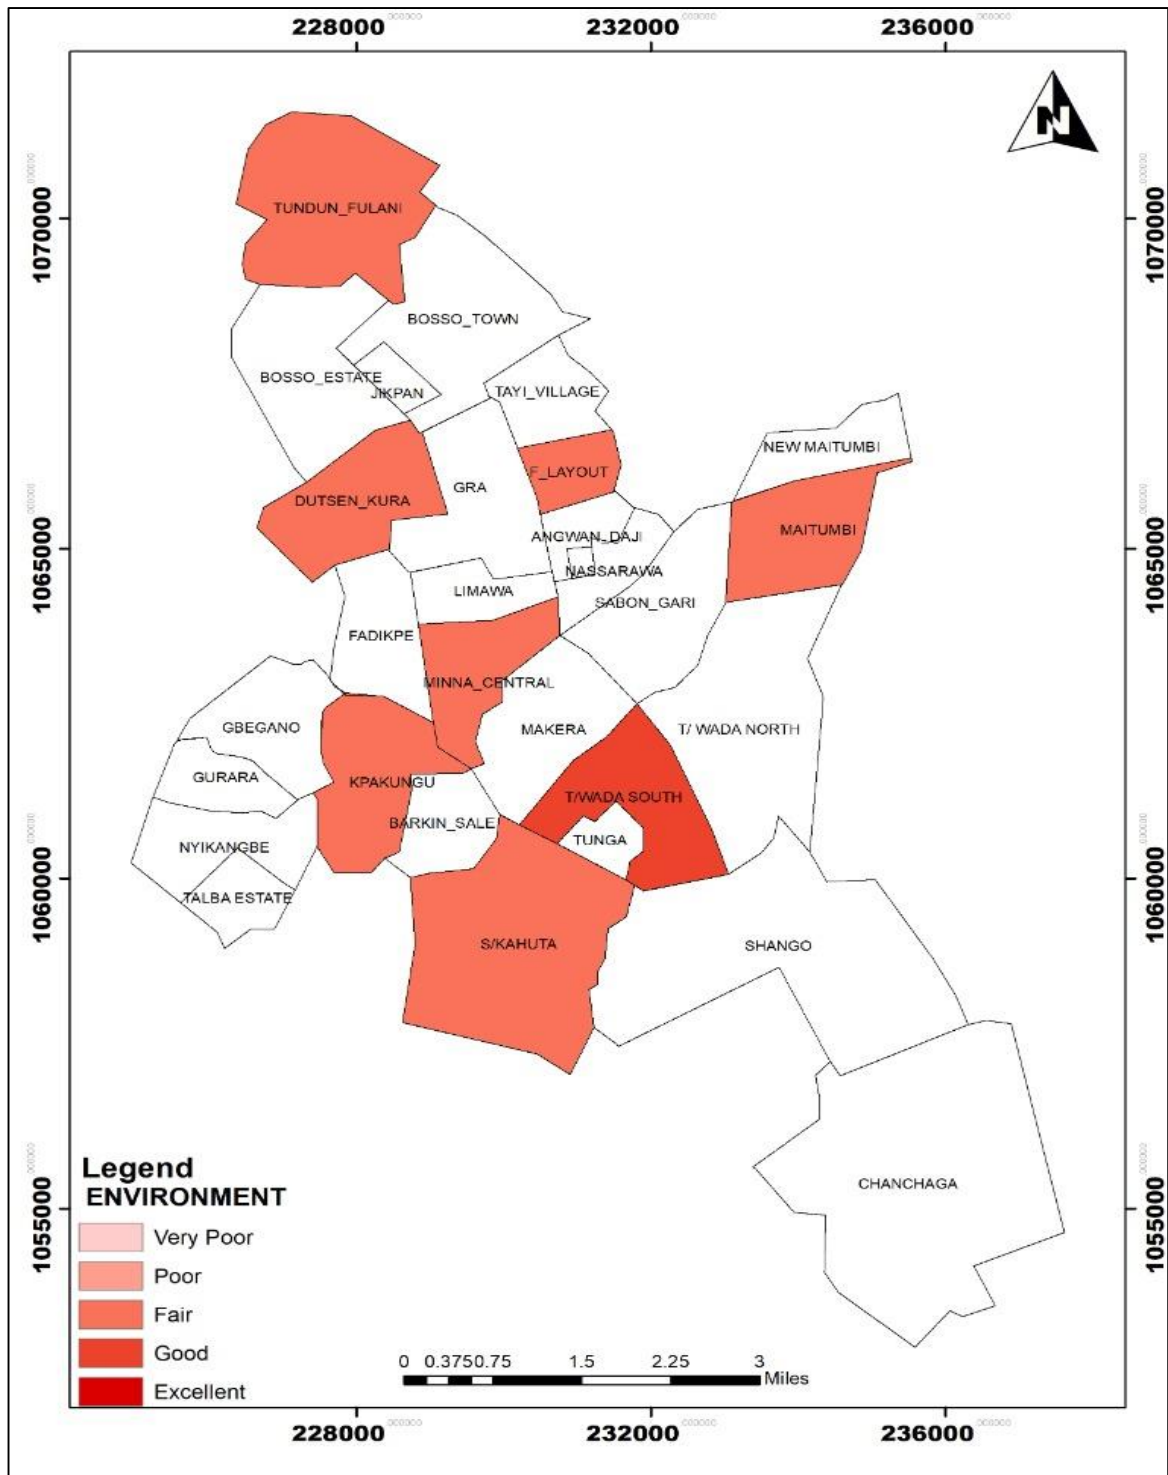 228000 232000 236000
N
1070000 1070000
TUNDUN_FULANI
BOSSO_TOWN
BOSSO_ESTATE
JIKPAN
TAYI_VILLAGE
NEW MAITUMBI
F_LAYOUT
GRA
DUTSEN_KURA
MAITUMBI
ANGWAN_DAJI
1065000 1065000
NASSARAWA
LIMAWA
SABON_GARI
FADIKPE
MINNA_CENTRAL
GBEGANO
MAKERA
T/ WADA NORTH
GURARA
KPAKUNGU
T/WADA SOUTH
BARKIN_SALE
TUNGA
NYIKANGBE
1060000 1060000
TALBA ESTATE
S/KAHUTA
SHANGO
CHANCHAGA
1055000 1055000
Legend
ENVIRONMENT
Very Poor
Poor
Fair
Good
Excellent
0 0.375 0.75 1.5 2.25 3
Miles
228000 232000 236000